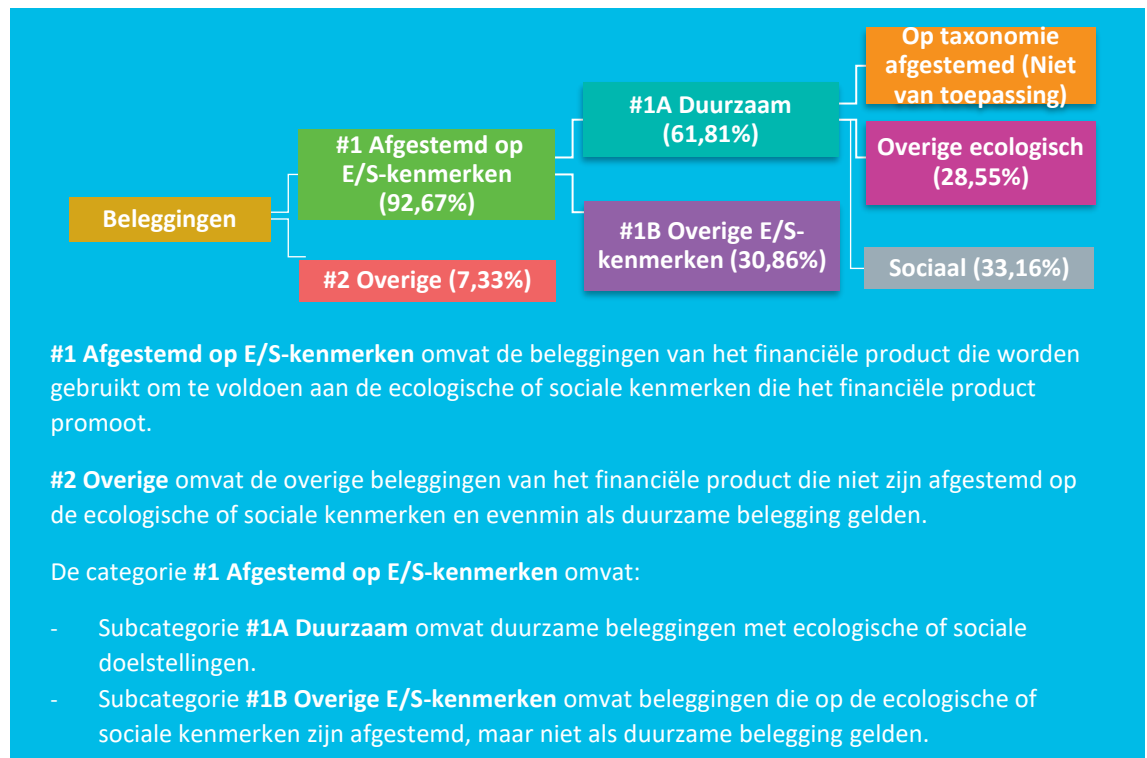 Beleggingen
#1 Afgestemd op
E/S-kenmerken
(92,67%)
#2 Overige (7,33%)
#1A Duurzaam
(61,81%)
#1B Overige E/S-
kenmerken (30,86%)
Op taxonomie
afgestemed (Niet
van toepassing)
Overige ecologisch
(28,55%)
Sociaal (33,16%)
#1 Afgestemd op E/S-kenmerken omvat de beleggingen van het financiële product die worden
gebruikt om te voldoen aan de ecologische of sociale kenmerken die het financiële product
promoot.
#2 Overige omvat de overige beleggingen van het financiële product die niet zijn afgestemd op
de ecologische of sociale kenmerken en evenmin als duurzame belegging gelden.
De categorie #1 Afgestemd op E/S-kenmerken omvat:
- Subcategorie #1A Duurzaam omvat duurzame beleggingen met ecologische of sociale
doelstellingen.
- Subcategorie #1B Overige E/S-kenmerken omvat beleggingen die op de ecologische of
sociale kenmerken zijn afgestemd, maar niet als duurzame belegging gelden.